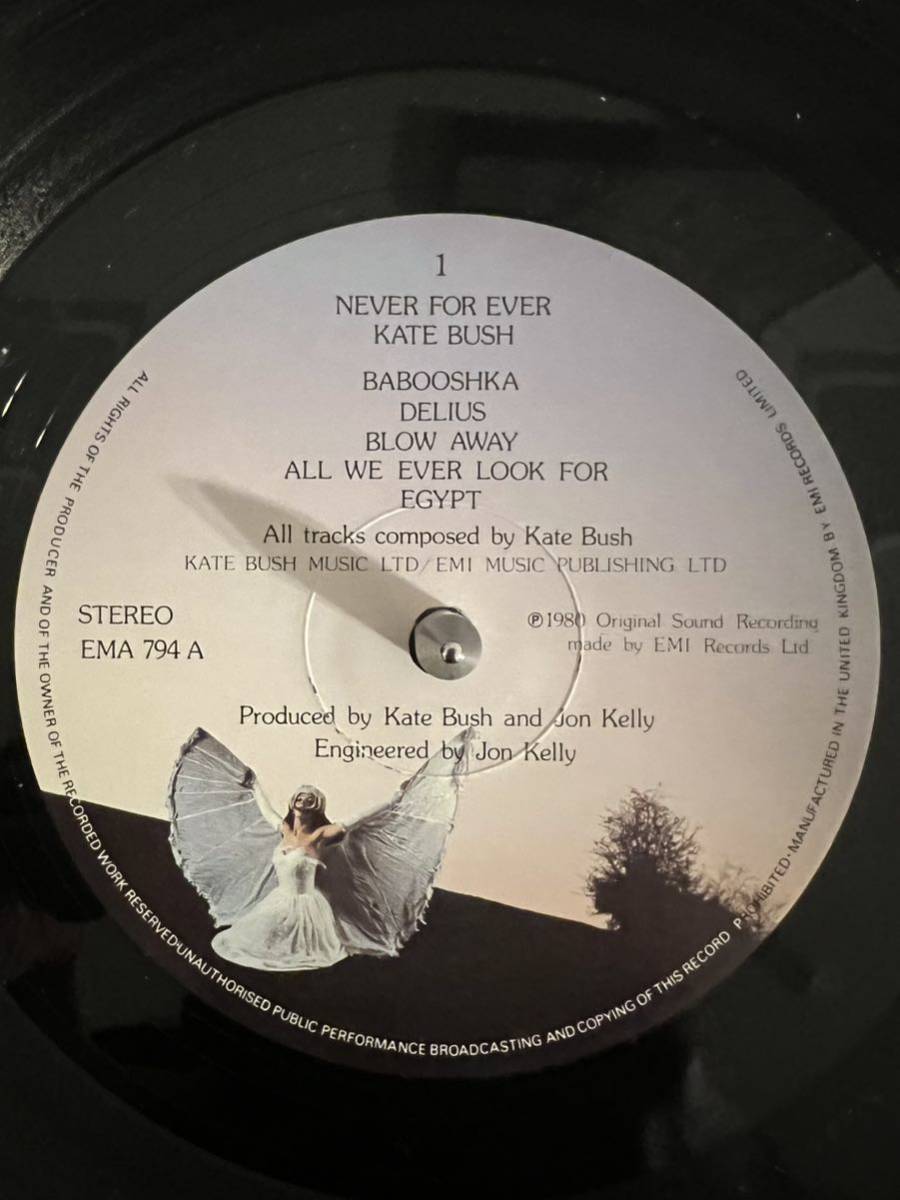 1
NEVER FOR EVER
KATE BUSH
BABOOSHKA
DELIUS
BLOW AWAY
ALL WE EVER LOOK FOR
EGYPT
All tracks composed by Kate Bush
KATE BUSH MUSIC LTD/EMI MUSIC PUBLISHING LTD
STEREO
EMA 794 A
℗1980 Original Sound Recording
made by EMI Records Ltd
Produced by Kate Bush and Jon Kelly
Engineered by Jon Kelly
ALL RIGHTS OF THE PRODUCER AND OF THE OWNER OF THE RECORDED WORK RESERVED·UNAUTHORISED PUBLIC PERFORMANCE BROADCASTING AND COPYING OF THIS RECORD PROHIBITED·MANUFACTURED IN THE UNITED KINGDOM BY EMI RECORDS LIMITED